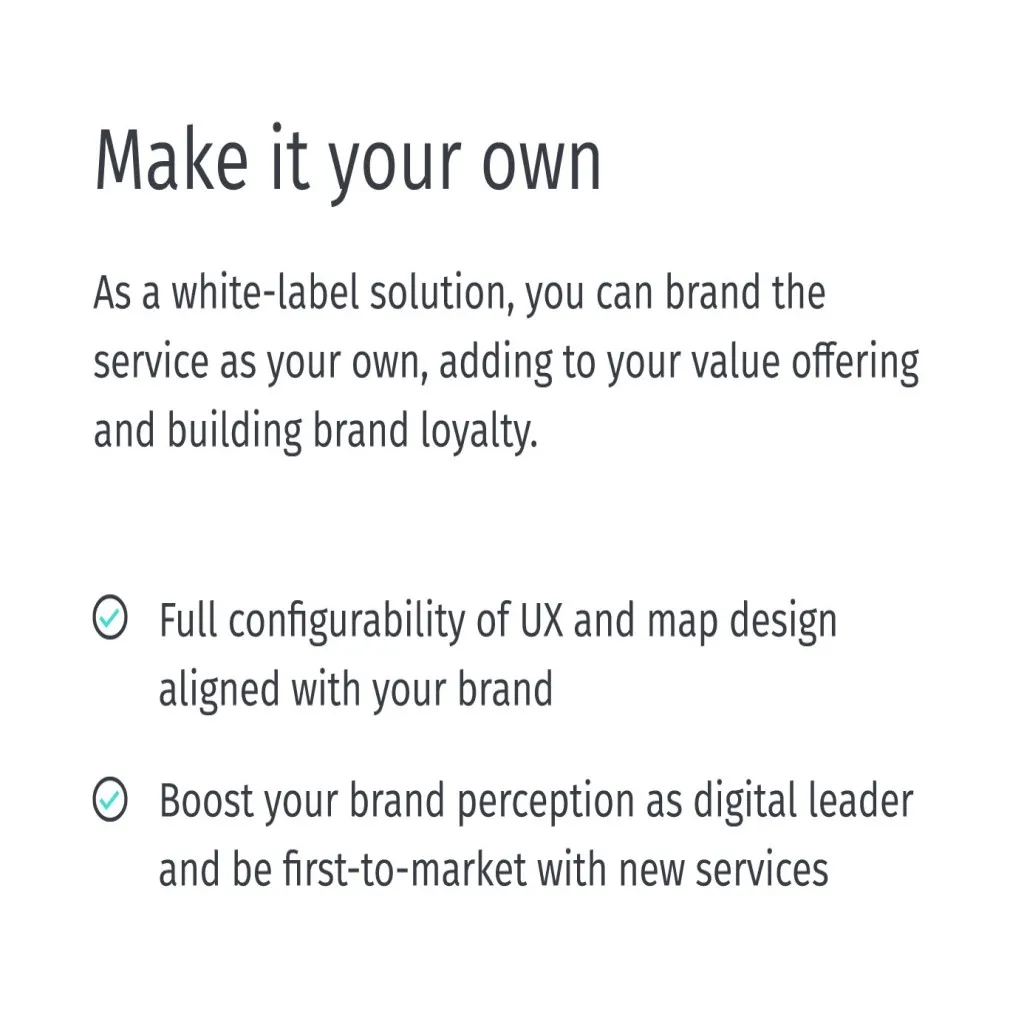 Make it your own
As a white-label solution, you can brand the
service as your own, adding to your value offering
and building brand loyalty.
Full configurability of UX and map design
aligned with your brand
Boost your brand perception as digital leader
and be first-to-market with new services